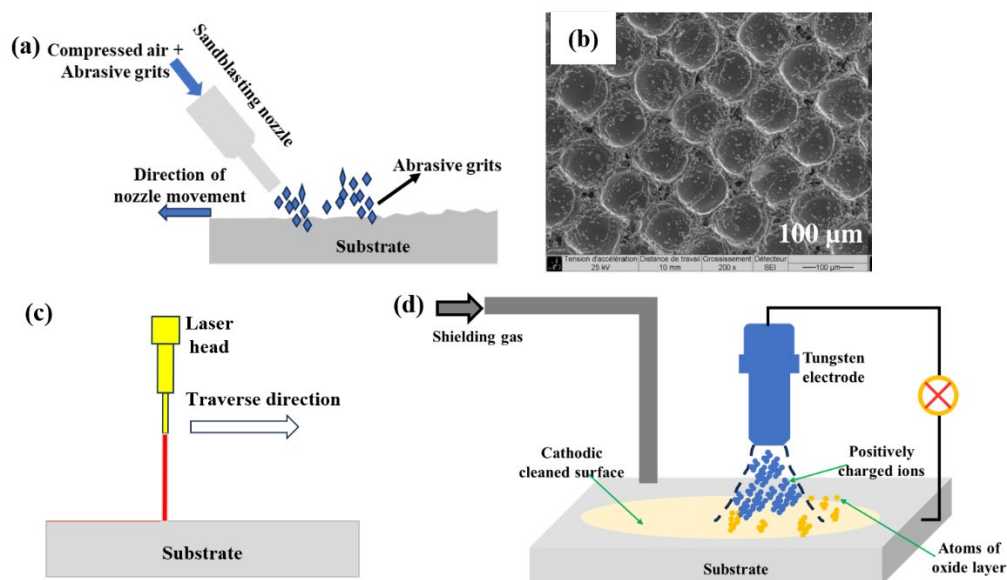 (a)
Compressed air +
Abrasive grits
Sandblasting nozzle
Direction of
nozzle movement
Abrasive grits
Substrate
(b)
100 µm
Tension d'accélération Distance de travail Grossissement Détecteur
25 kV 10 mm 200 x SEI 100 µm
(c)
Laser
head
Traverse direction
Substrate
(d)
Shielding gas
Tungsten
electrode
Cathodic
cleaned surface
Positively
charged ions
Atoms of
oxide layer
Substrate